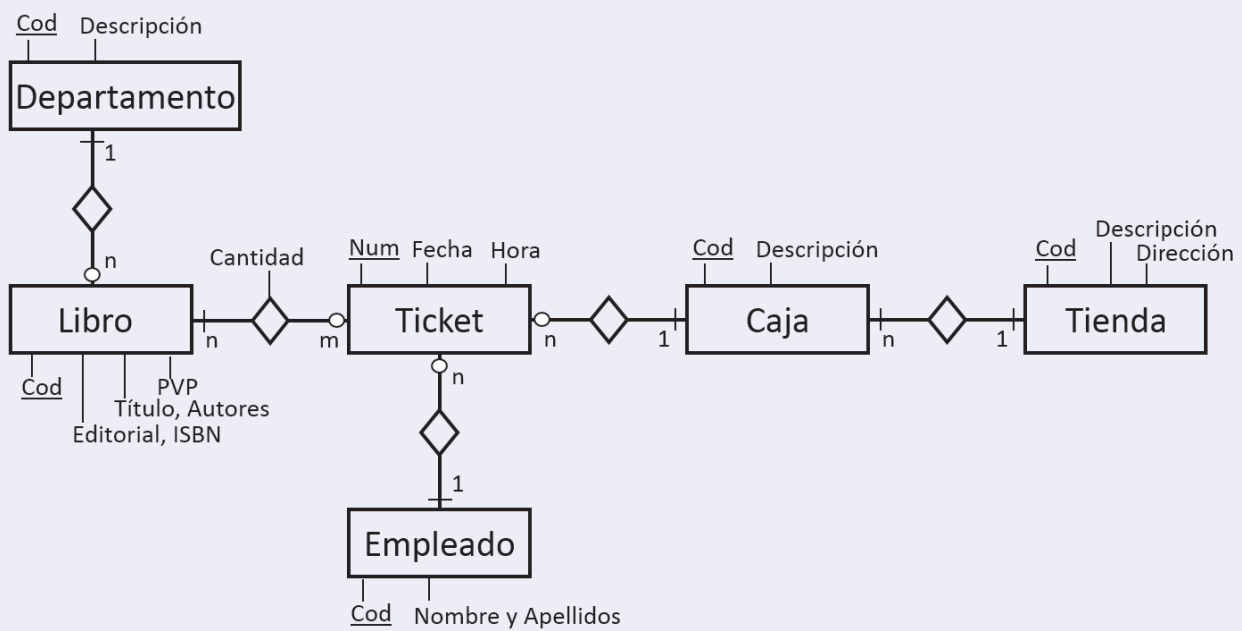 Cod Descripción
Departamento
1
n
Cantidad
Num Fecha Hora
Cod Descripción
Cod Descripción
Dirección
Libro
n
m
Ticket
n
1
Caja
n
1
Tienda
Cod
PVP
Título, Autores
Editorial, ISBN
n
1
Empleado
Cod Nombre y Apellidos